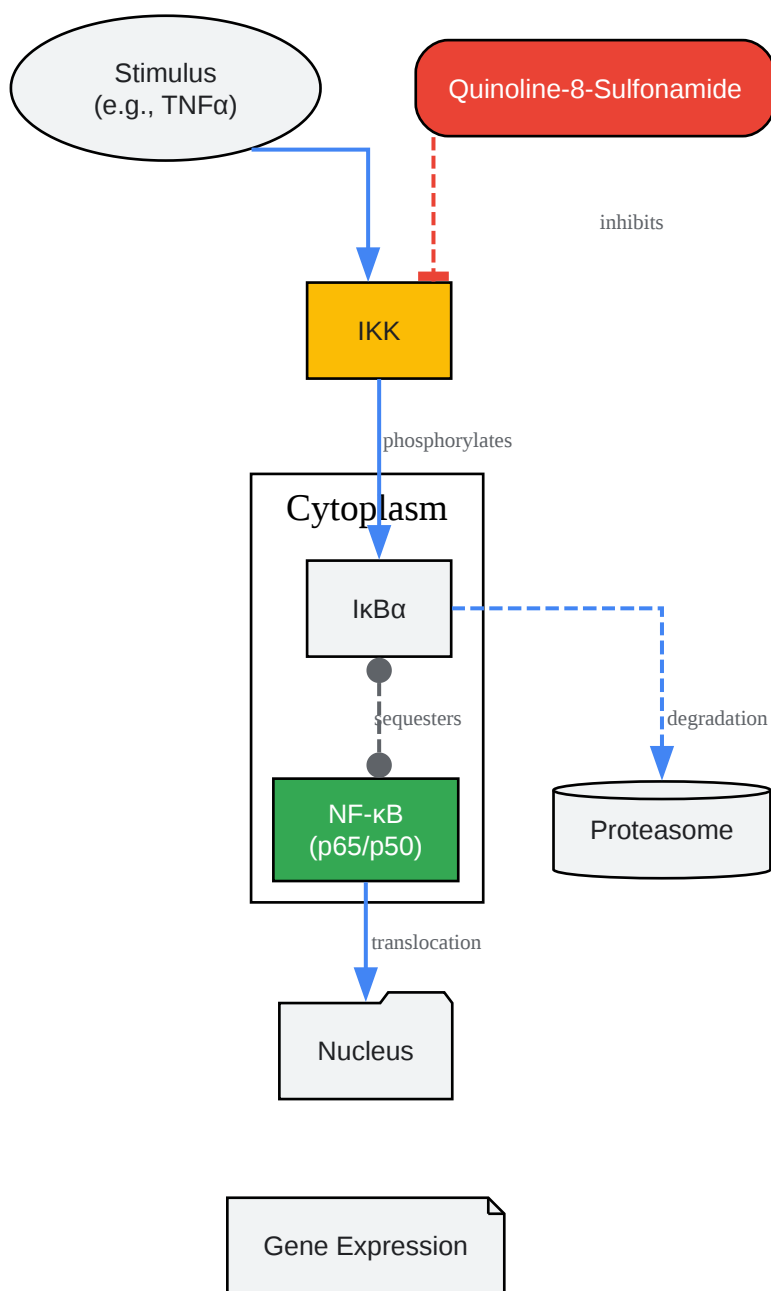 Stimulus
(e.g., TNFα)
Quinoline-8-Sulfonamide
inhibits
IKK
phosphorylates
Cytoplasm
IκBα
sequesters
degradation
NF-κB
(p65/p50)
Proteasome
translocation
Nucleus
Gene Expression